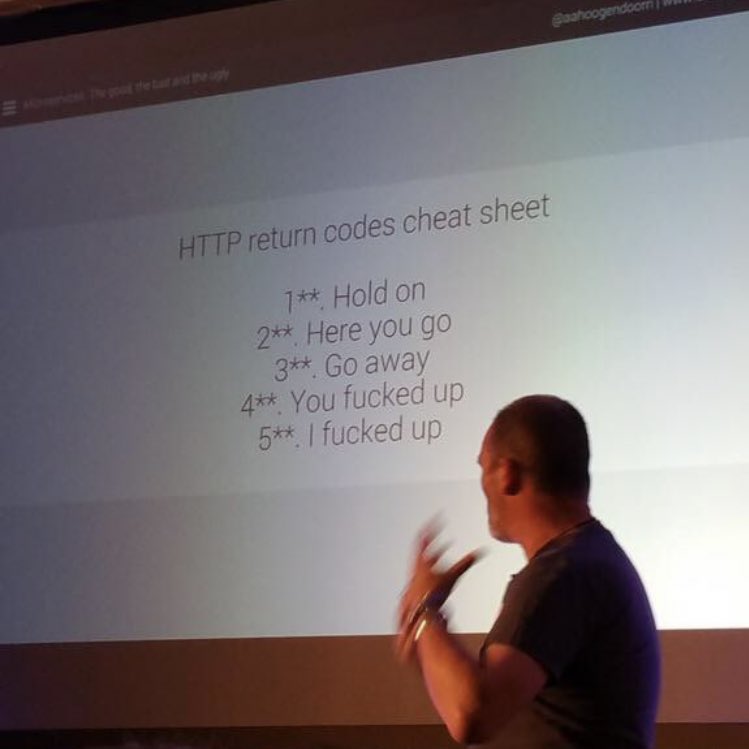 @aahoogendoorn | www.
Microservices. The good, the bad and the ugly
HTTP return codes cheat sheet
1**. Hold on
2**. Here you go
3**. Go away
4**. You fucked up
5**. I fucked up